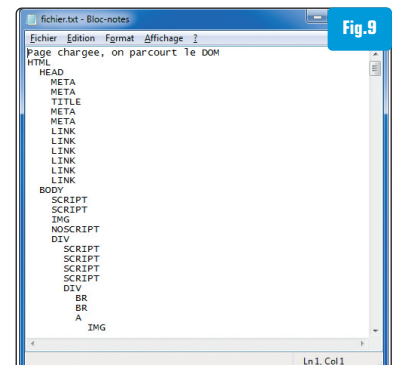 fichier.txt - Bloc-notes
Fig.9
Fichier Edition Format Affichage ?
Page chargee, on parcourt le DOM
HTML
HEAD
META
META
TITLE
META
META
LINK
LINK
LINK
LINK
LINK
BODY
SCRIPT
SCRIPT
IMG
NOSCRIPT
DIV
SCRIPT
SCRIPT
SCRIPT
SCRIPT
DIV
BR
BR
A
IMG
Ln 1, Col 1